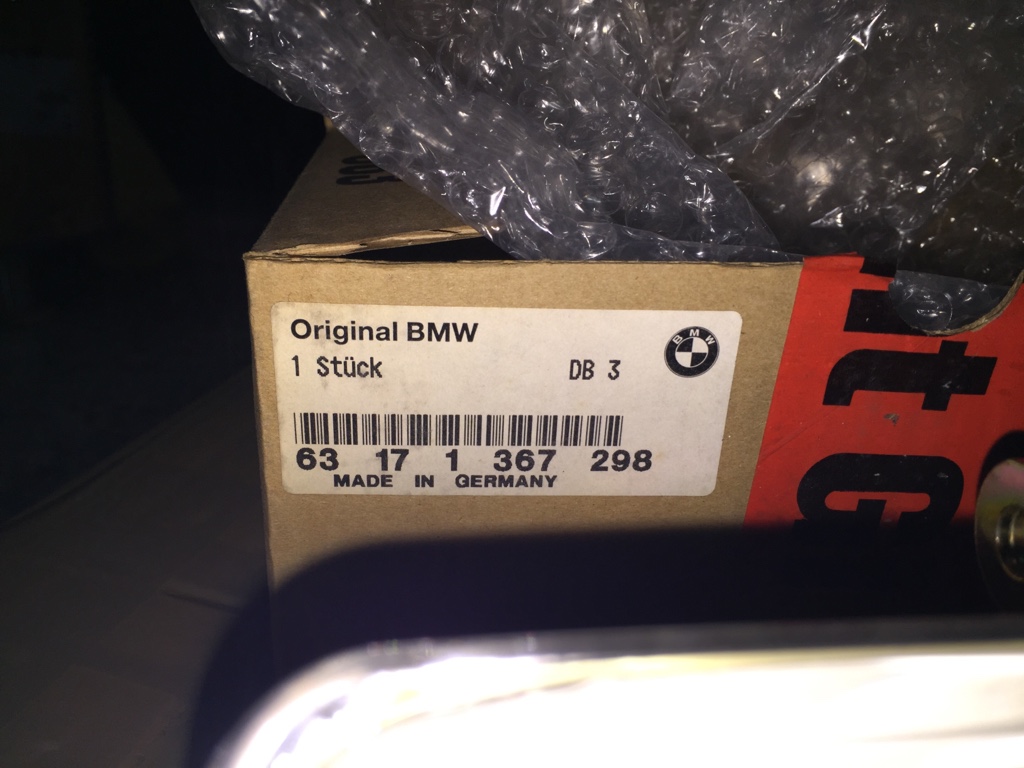 Original BMW
1 Stück DB 3
BMW
63 17 1 367 298
MADE IN GERMANY